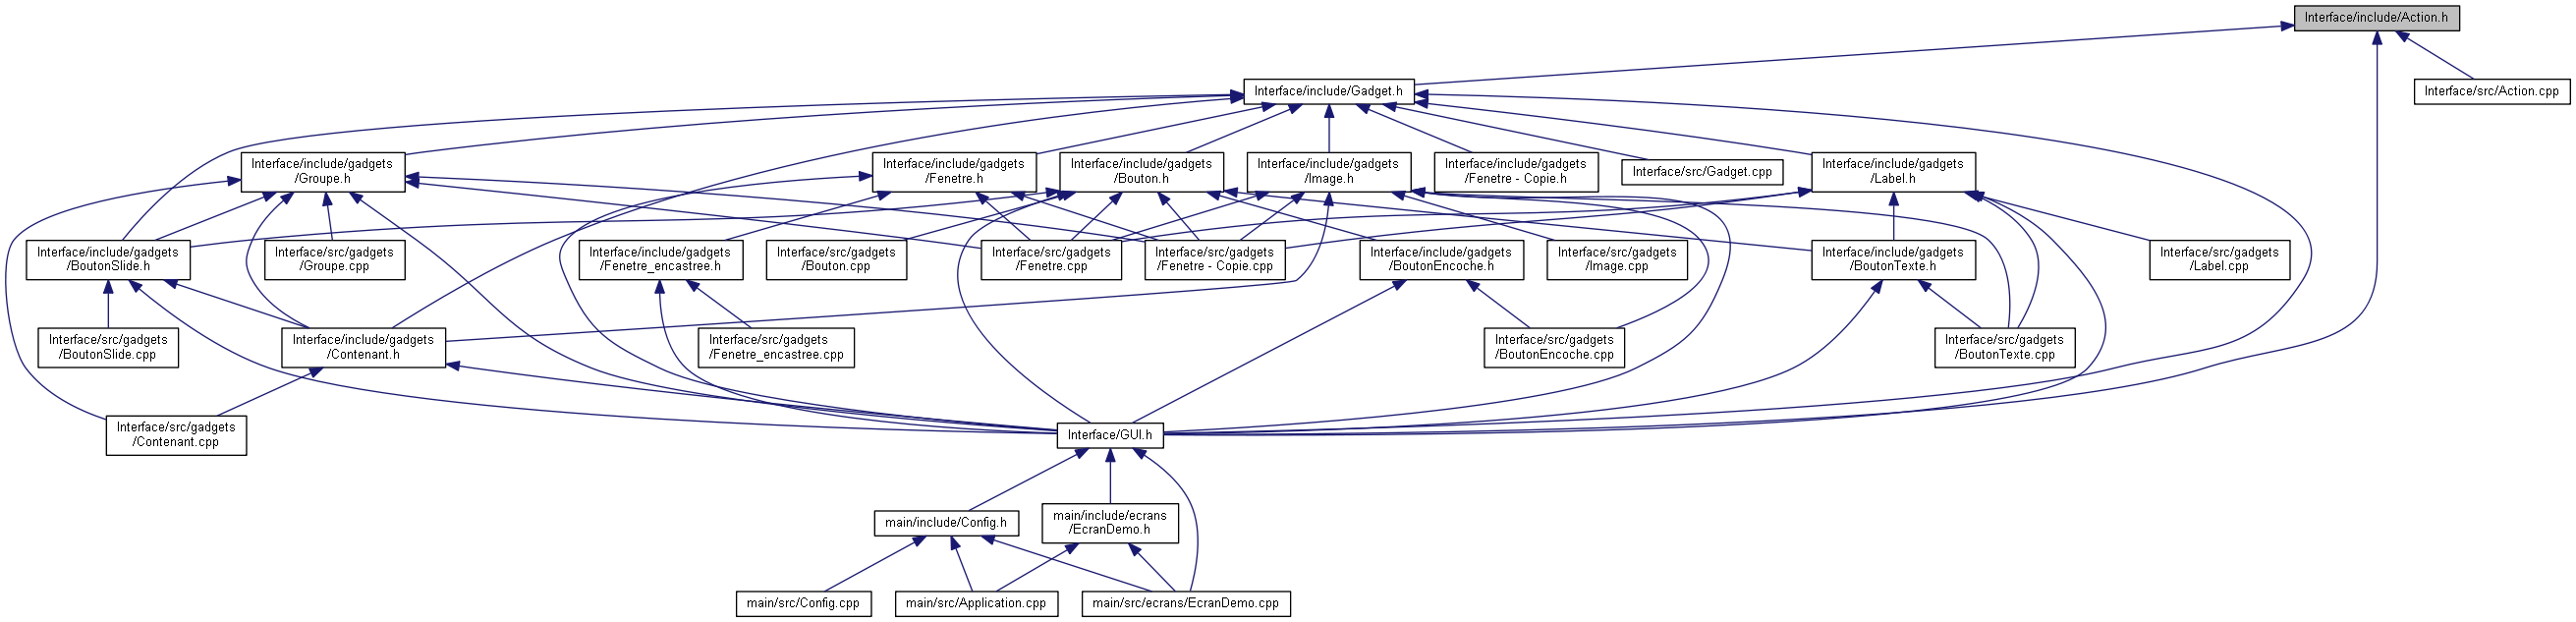 Interface/include/Action.h
Interface/include/Gadget.h
Interface/src/Action.cpp
Interface/include/gadgets
/Groupe.h
Interface/include/gadgets
/Fenetre.h
Interface/include/gadgets
/Bouton.h
Interface/include/gadgets
/Image.h
Interface/include/gadgets
/Fenetre - Copie.h
Interface/src/Gadget.cpp
Interface/include/gadgets
/Label.h
Interface/include/gadgets
/BoutonSlide.h
Interface/src/gadgets
/Groupe.cpp
Interface/include/gadgets
/Fenetre_encastree.h
Interface/src/gadgets
/Bouton.cpp
Interface/src/gadgets
/Fenetre.cpp
Interface/src/gadgets
/Fenetre - Copie.cpp
Interface/include/gadgets
/BoutonEncoche.h
Interface/src/gadgets
/Image.cpp
Interface/include/gadgets
/BoutonTexte.h
Interface/src/gadgets
/Label.cpp
Interface/src/gadgets
/BoutonSlide.cpp
Interface/include/gadgets
/Contenant.h
Interface/src/gadgets
/Fenetre_encastree.cpp
Interface/src/gadgets
/BoutonEncoche.cpp
Interface/src/gadgets
/BoutonTexte.cpp
Interface/src/gadgets
/Contenant.cpp
Interface/GUI.h
main/include/Config.h
main/include/ecrans
/EcranDemo.h
main/src/Config.cpp
main/src/Application.cpp
main/src/ecrans/EcranDemo.cpp